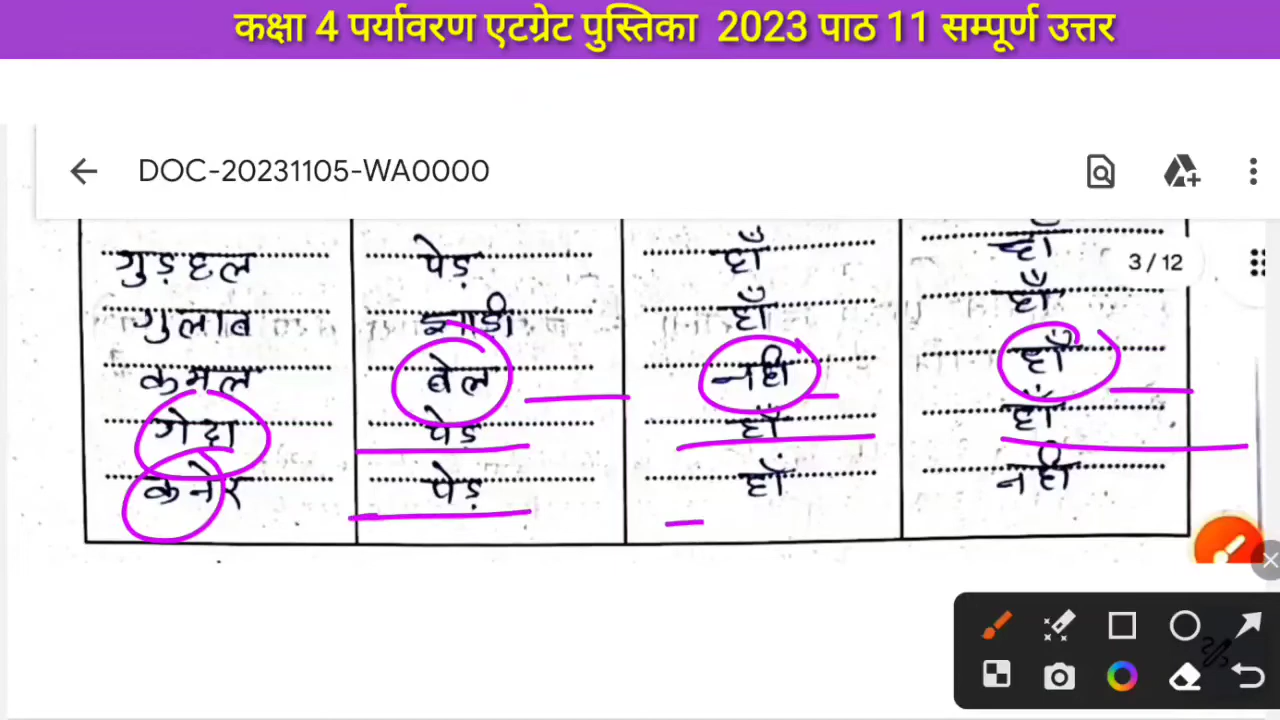 कक्षा 4 पर्यावरण एटग्रेट पुस्तिका 2023 पाठ 11 सम्पूर्ण उत्तर
DOC-20231105-WA0000
3 / 12
गुड़हल पेड़ हाँ हाँ
गुलाब झाड़ी हाँ हाँ
कमल बेल नही हाँ
गेदा पेड़ हाँ हाँ
कनेर पेड़ हाँ नही